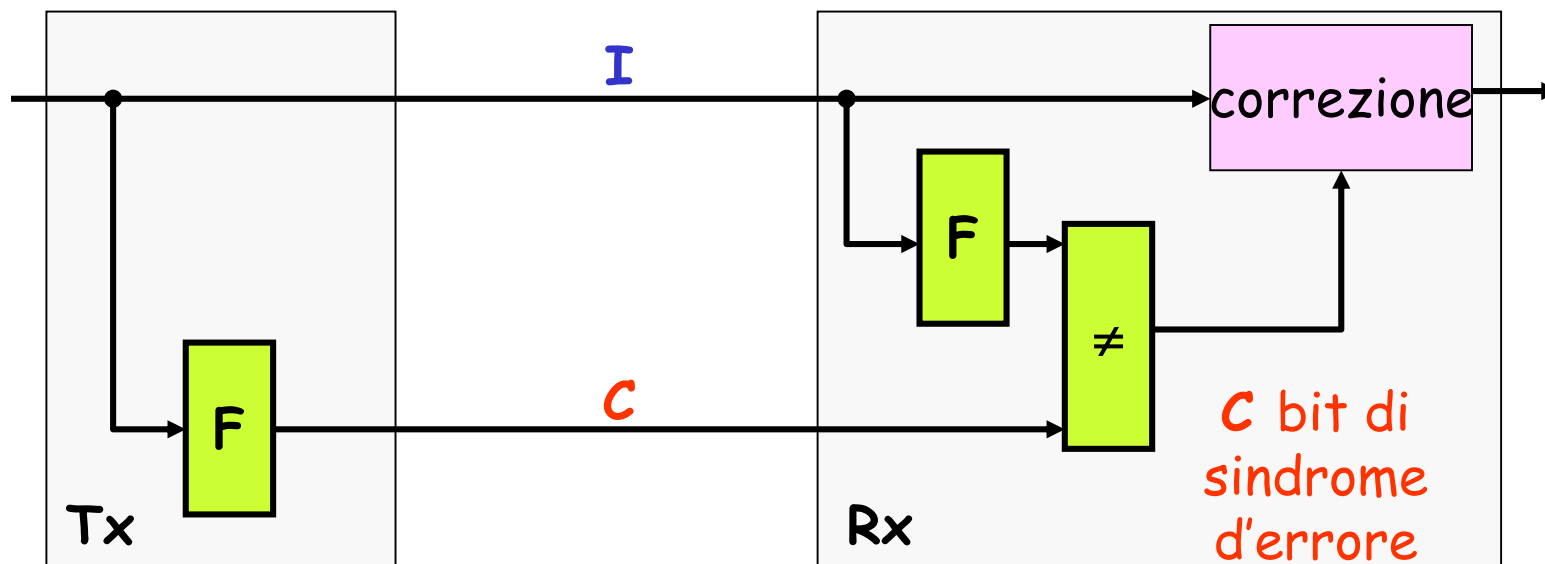 I
correzione
F
≠
C
F
C bit di
sindrome
d'errore
Tx
Rx